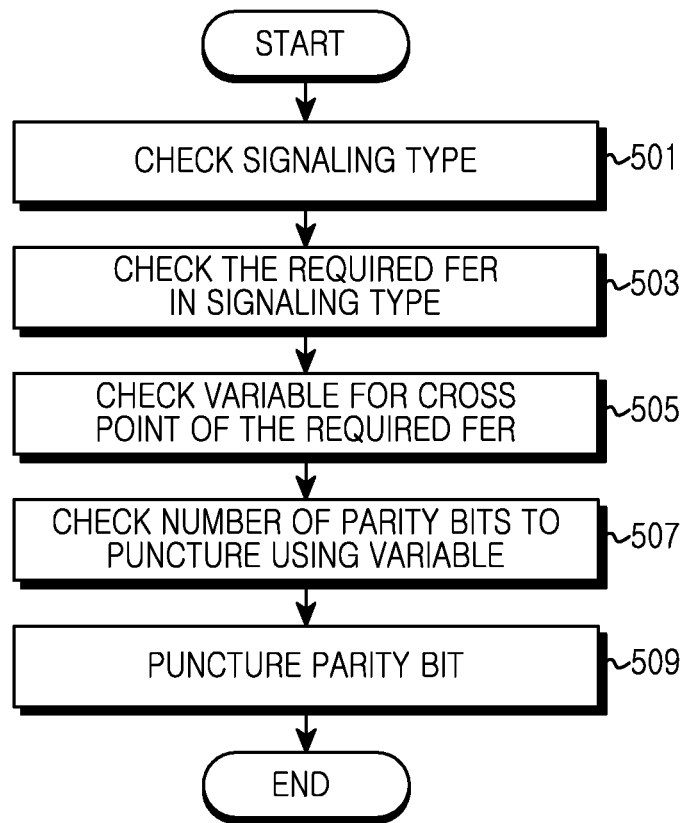 START
CHECK SIGNALING TYPE
501
CHECK THE REQUIRED FER
IN SIGNALING TYPE
503
CHECK VARIABLE FOR CROSS
POINT OF THE REQUIRED FER
505
CHECK NUMBER OF PARITY BITS TO
PUNCTURE USING VARIABLE
507
PUNCTURE PARITY BIT
509
END